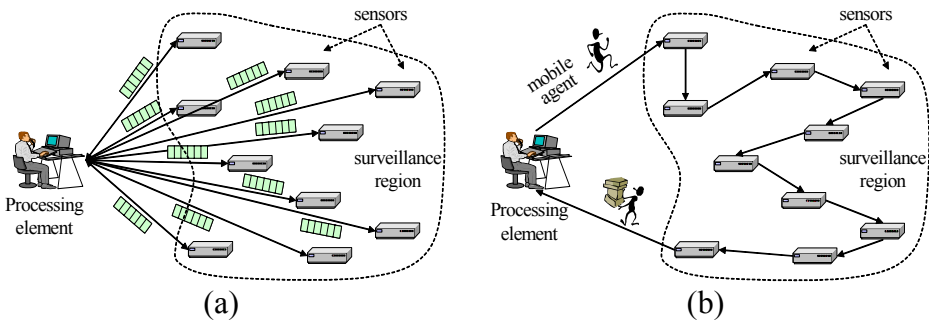 sensors
surveillance
region
Processing
element
(a)
sensors
mobile
agent
surveillance
region
Processing
element
(b)